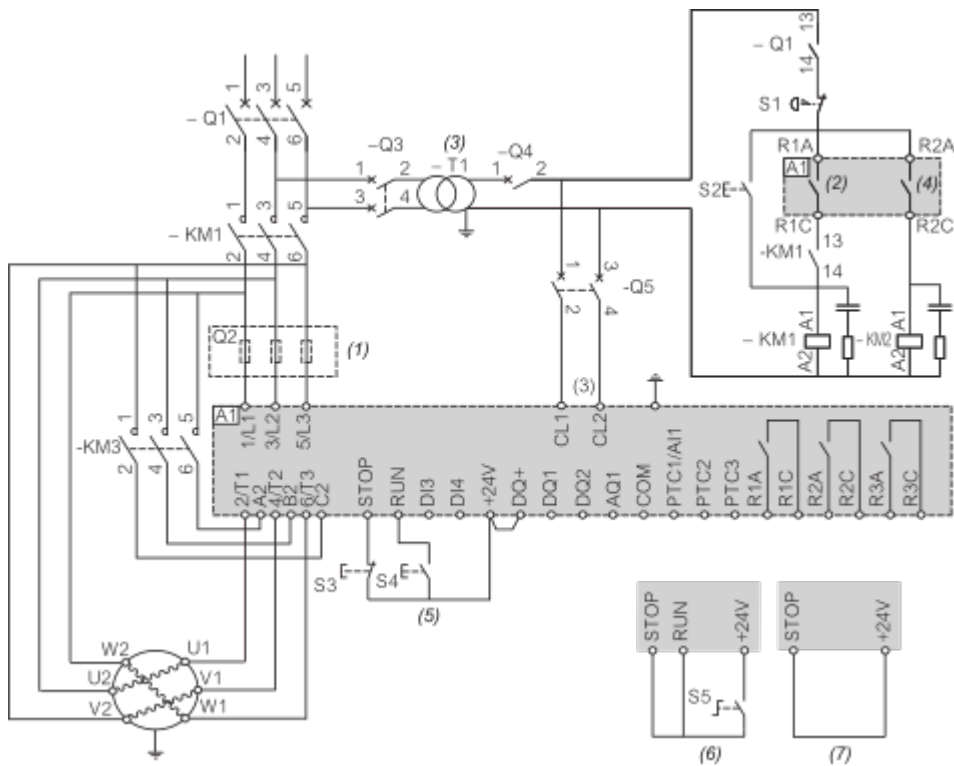 13
– Q1
14
1 3 5
– Q1
2 4 6
S1
–Q3
(3)
– T1
–Q4
1 2
1 2
3 4
R1A R2A
A1
S2
(2) (4)
R1C R2C
1 3 5
– KM1
2 4 6
-KM1
13
14
1 3
-Q5
2 4
Q2
(1)
A1 A1
– KM1 – KM2
A2 A2
(3)
A1
1/L1 3/L2 5/L3 CL1 CL2
1 3 5
-KM3
2 4 6
2/T1 A2 4/T2 B2 6/T3 C2 STOP RUN DI3 DI4 +24V DQ+ DQ1 DQ2 AQ1 COM PTC1/AI1 PTC2 PTC3 R1A R1C R2A R2C R3A R3C
S3 S4
(5)
STOP RUN +24V
STOP +24V
W2 U1
U2 V1
V2 W1
S5
(6) (7)